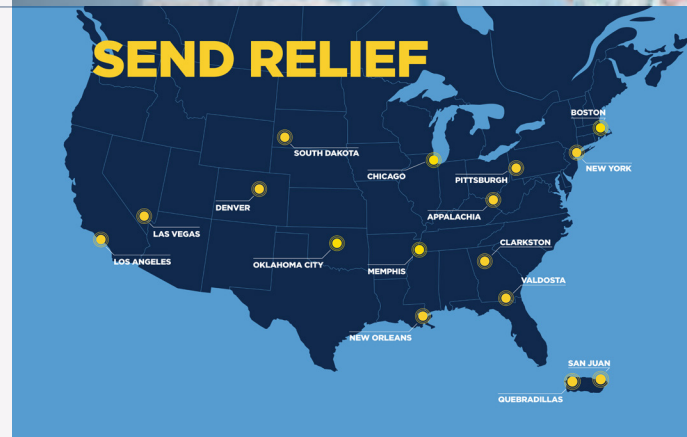 SEND RELIEF
BOSTON
SOUTH DAKOTA
NEW YORK
CHICAGO
PITTSBURGH
DENVER
APPALACHIA
LAS VEGAS
CLARKSTON
LOS ANGELES
OKLAHOMA CITY
MEMPHIS
VALDOSTA
NEW ORLEANS
SAN JUAN
QUEBRADILLAS